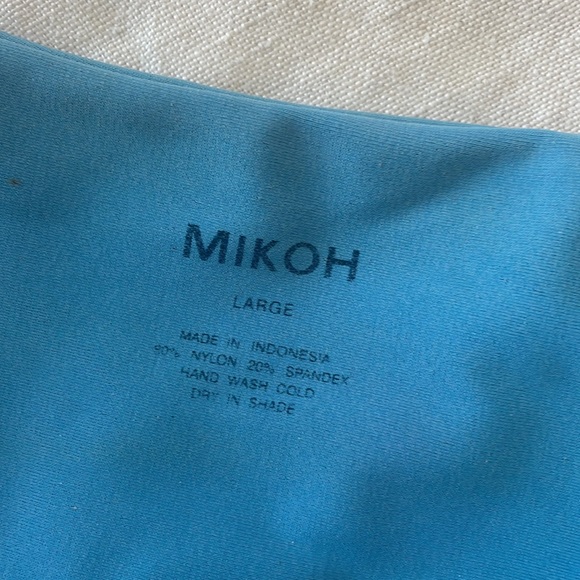 MIKOH
LARGE
MADE IN INDONESIA
80% NYLON 20% SPANDEX
HAND WASH COLD
DRY IN SHADE